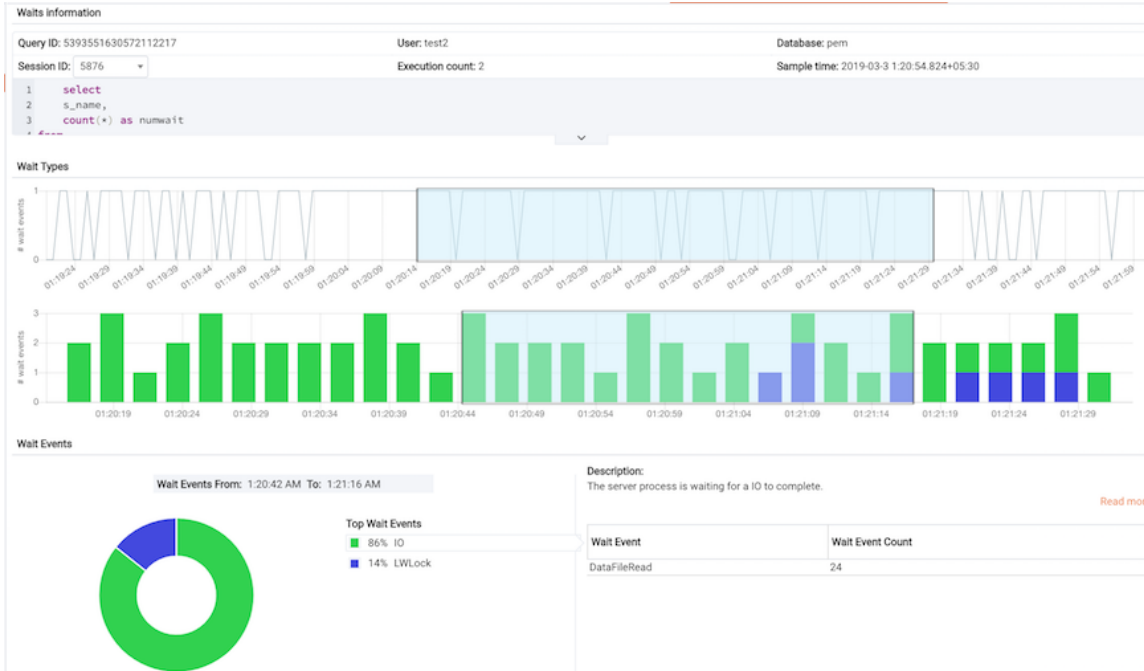 Waits information
Query ID: 5393551630572112217 User: test2 Database: pem
Session ID: 5876 Execution count: 2 Sample time: 2019-03-3 1:20:54.824+05:30
1 select
2 s_name,
3 count(*) as numwait
4 from
Wait Types
# wait events
1
0
01:19:24 01:19:29 01:19:34 01:19:39 01:19:44 01:19:49 01:19:54 01:19:59 01:20:04 01:20:09 01:20:14 01:20:19 01:20:24 01:20:29 01:20:34 01:20:39 01:20:44 01:20:49 01:20:54 01:20:59 01:21:04 01:21:09 01:21:14 01:21:19 01:21:24 01:21:29 01:21:34 01:21:39 01:21:44 01:21:49 01:21:54 01:21:59
# wait events
3
2
1
0
01:20:19 01:20:24 01:20:29 01:20:34 01:20:39 01:20:44 01:20:49 01:20:54 01:20:59 01:21:04 01:21:09 01:21:14 01:21:19 01:21:24 01:21:29
Wait Events
Wait Events From: 1:20:42 AM To: 1:21:16 AM
Top Wait Events
86% IO
14% LWLock
Description:
The server process is waiting for a IO to complete.
Read mor
Wait Event Wait Event Count
DataFileRead 24